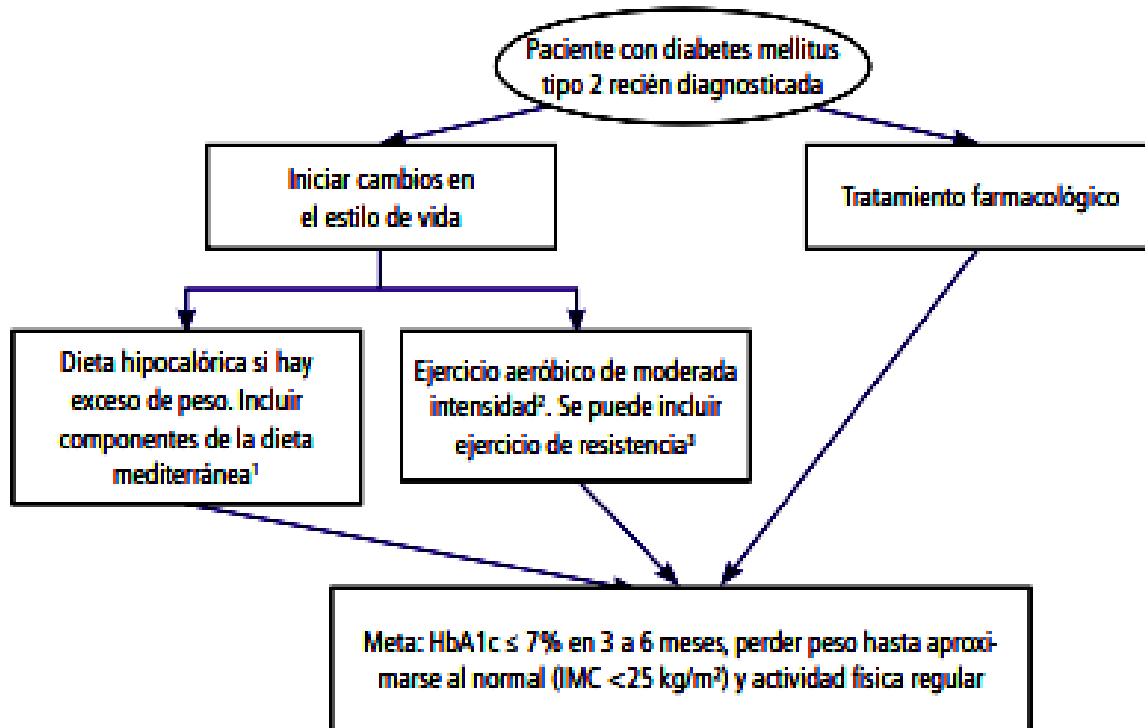 Paciente con diabetes mellitus
tipo 2 recién diagnosticada
Iniciar cambios en
el estilo de vida
Tratamiento farmacológico
Dieta hipocalórica si hay
exceso de peso. Incluir
componentes de la dieta
mediterránea¹
Ejercicio aeróbico de moderada
intensidad². Se puede incluir
ejercicio de resistencia³
Meta: HbA1c ≤ 7% en 3 a 6 meses, perder peso hasta aproxi-
marse al normal (IMC <25 kg/m²) y actividad física regular